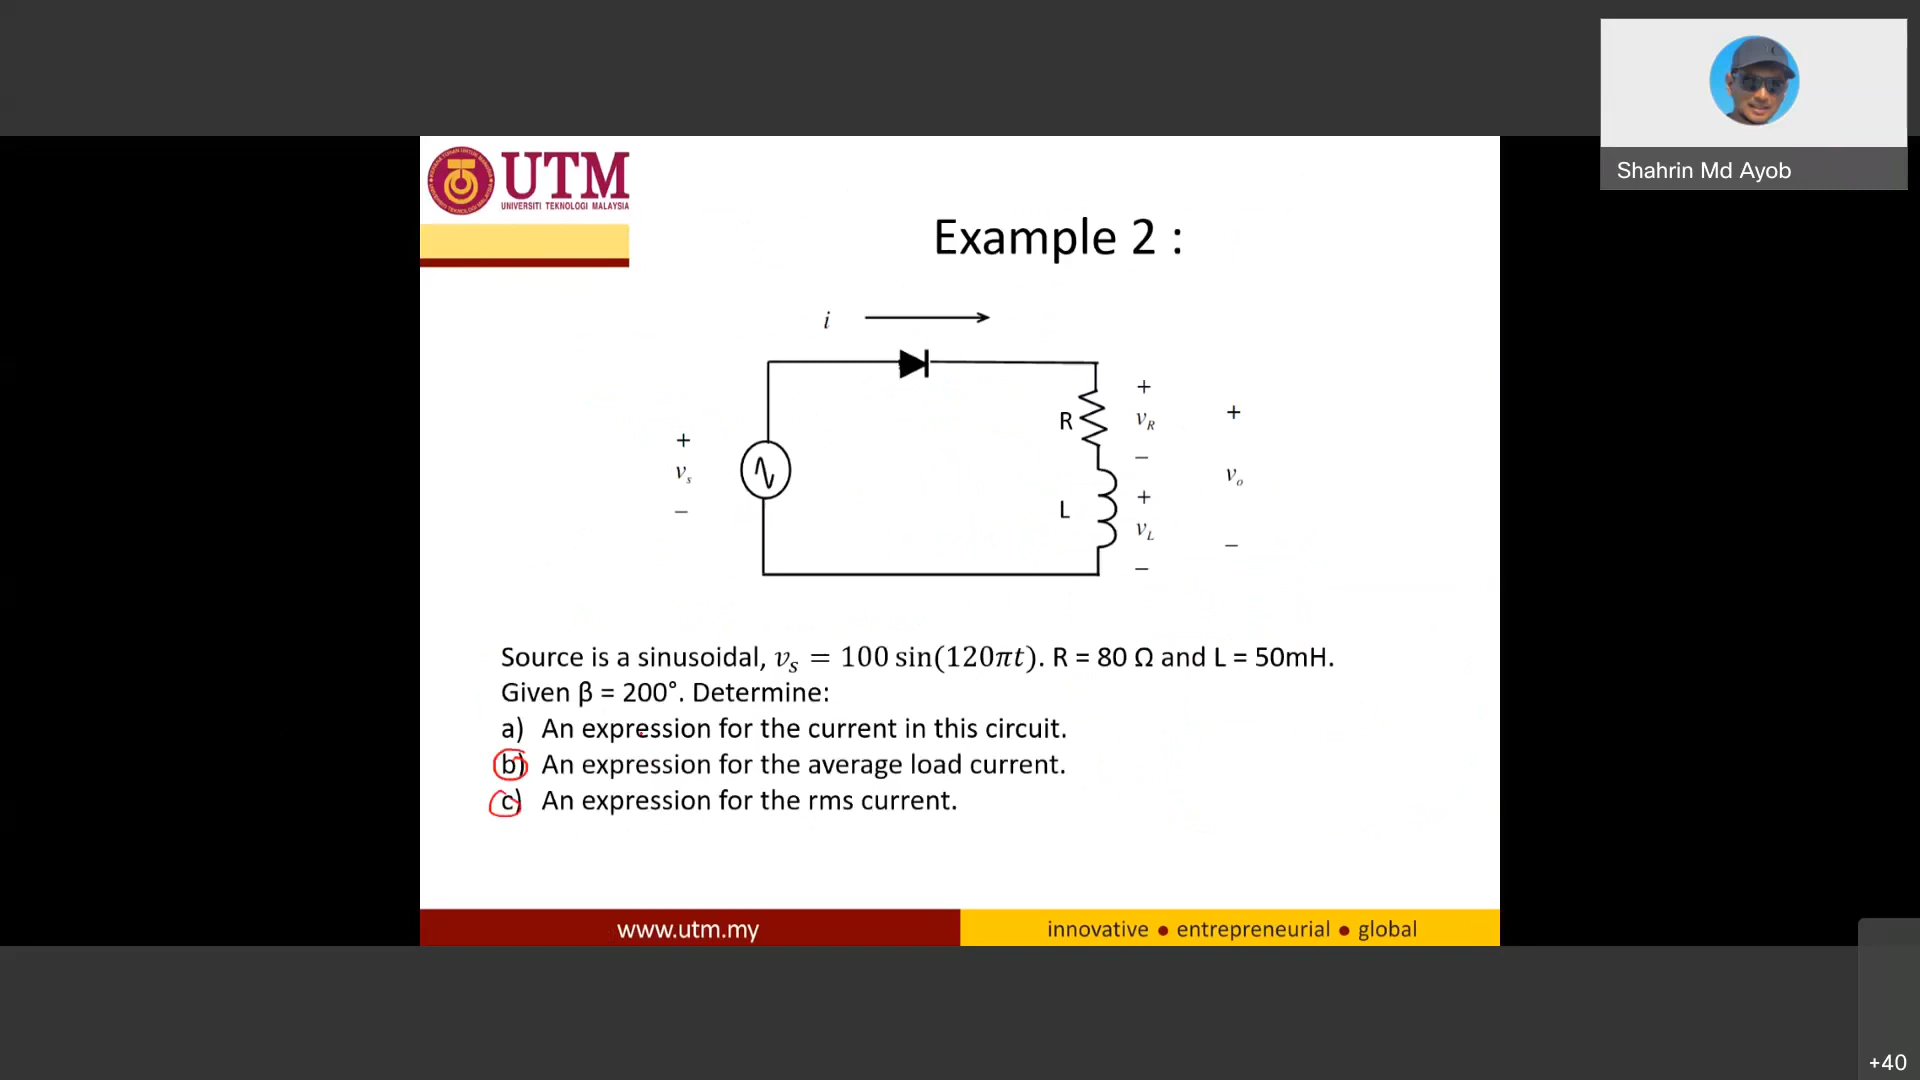 Shahrin Md Ayob
UTM
UNIVERSITI TEKNOLOGI MALAYSIA
Example 2 :
i
+
v_s
−
R
+
v_R
−
L
+
v_L
−
+
v_o
−
Source is a sinusoidal, v_s = 100 sin(120πt). R = 80 Ω and L = 50mH.
Given β = 200°. Determine:
a) An expression for the current in this circuit.
b) An expression for the average load current.
c) An expression for the rms current.
www.utm.my
innovative ● entrepreneurial ● global
+40